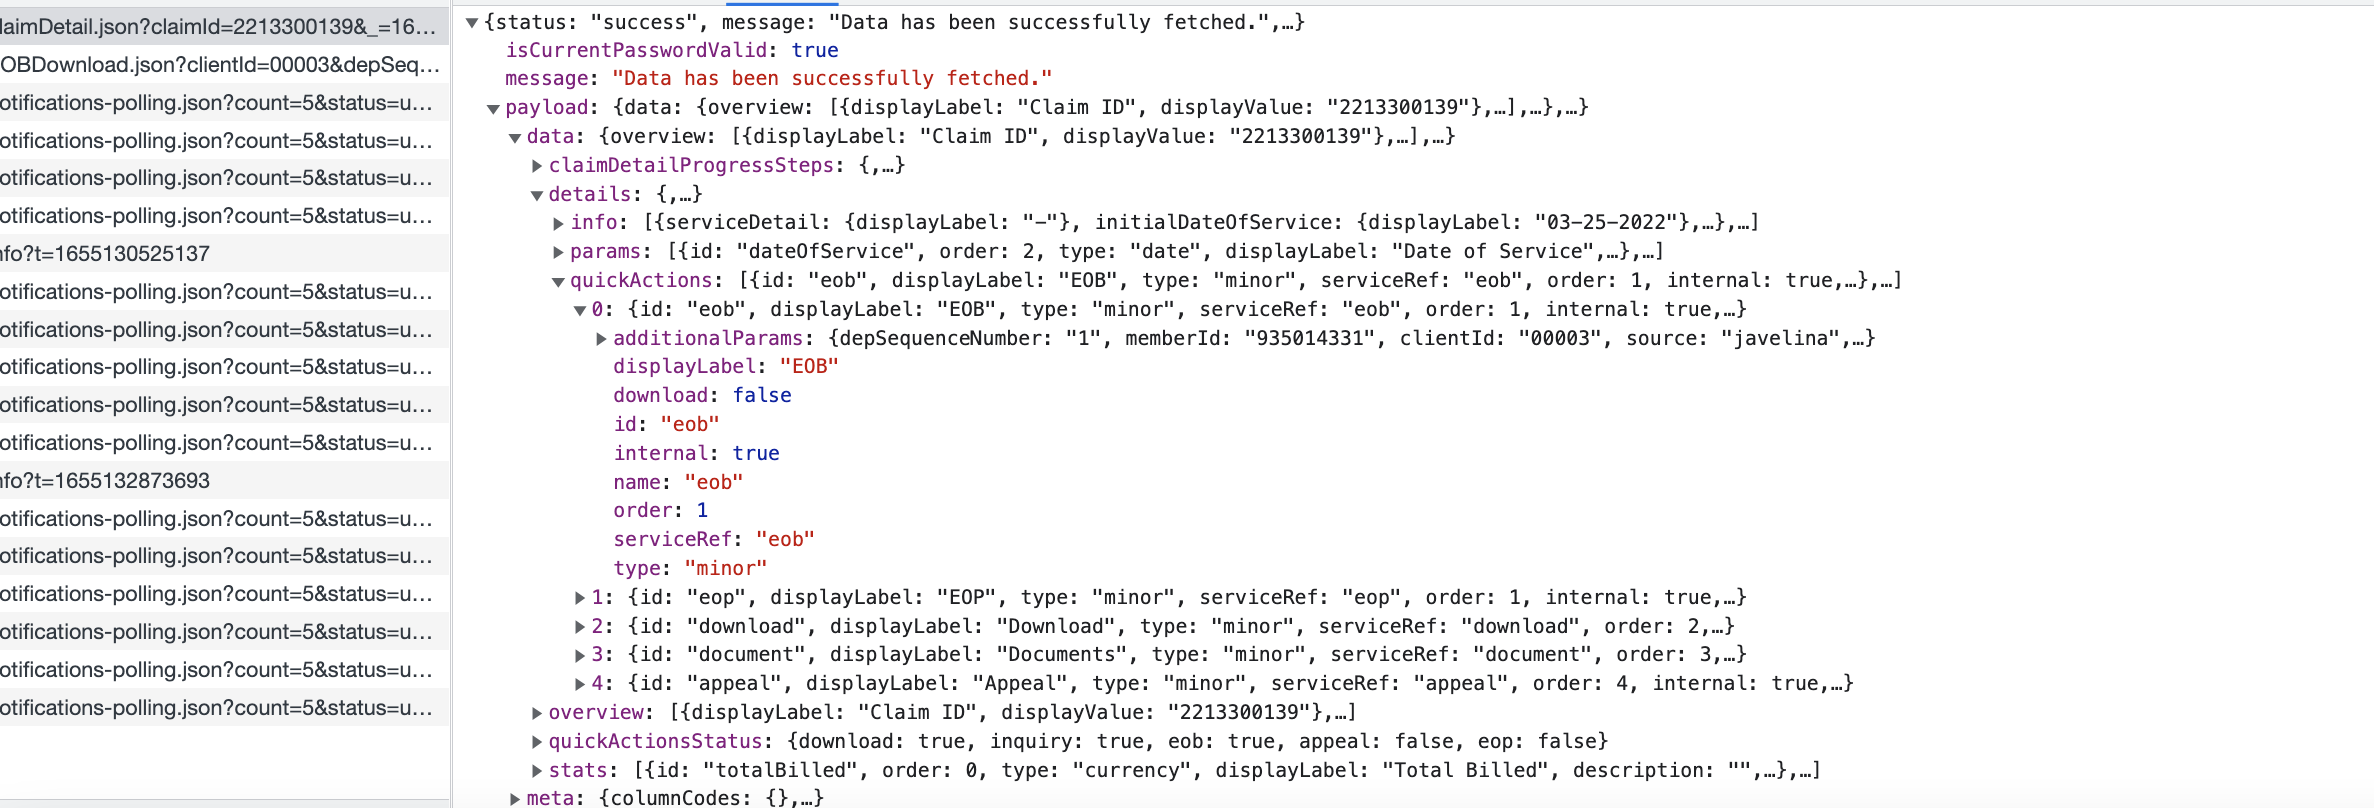 laimDetail.json?claimId=2213300139&_=16...
OBDownload.json?clientId=00003&depSeq...
otifications-polling.json?count=5&status=u...
otifications-polling.json?count=5&status=u...
otifications-polling.json?count=5&status=u...
otifications-polling.json?count=5&status=u...
nfo?t=1655130525137
otifications-polling.json?count=5&status=u...
otifications-polling.json?count=5&status=u...
otifications-polling.json?count=5&status=u...
otifications-polling.json?count=5&status=u...
otifications-polling.json?count=5&status=u...
nfo?t=1655132873693
otifications-polling.json?count=5&status=u...
otifications-polling.json?count=5&status=u...
otifications-polling.json?count=5&status=u...
otifications-polling.json?count=5&status=u...
otifications-polling.json?count=5&status=u...
otifications-polling.json?count=5&status=u...
▼{status: "success", message: "Data has been successfully fetched.",…}
isCurrentPasswordValid: true
message: "Data has been successfully fetched."
▼payload: {data: {overview: [{displayLabel: "Claim ID", displayValue: "2213300139"},…],…},…}
▼data: {overview: [{displayLabel: "Claim ID", displayValue: "2213300139"},…],…}
▶claimDetailProgressSteps: {,…}
▼details: {,…}
▶info: [{serviceDetail: {displayLabel: "-"}, initialDateOfService: {displayLabel: "03-25-2022"},…},…]
▶params: [{id: "dateOfService", order: 2, type: "date", displayLabel: "Date of Service",…},…]
▼quickActions: [{id: "eob", displayLabel: "EOB", type: "minor", serviceRef: "eob", order: 1, internal: true,…},…]
▼0: {id: "eob", displayLabel: "EOB", type: "minor", serviceRef: "eob", order: 1, internal: true,…}
▶additionalParams: {depSequenceNumber: "1", memberId: "935014331", clientId: "00003", source: "javelina",…}
displayLabel: "EOB"
download: false
id: "eob"
internal: true
name: "eob"
order: 1
serviceRef: "eob"
type: "minor"
▶1: {id: "eop", displayLabel: "EOP", type: "minor", serviceRef: "eop", order: 1, internal: true,…}
▶2: {id: "download", displayLabel: "Download", type: "minor", serviceRef: "download", order: 2,…}
▶3: {id: "document", displayLabel: "Documents", type: "minor", serviceRef: "document", order: 3,…}
▶4: {id: "appeal", displayLabel: "Appeal", type: "minor", serviceRef: "appeal", order: 4, internal: true,…}
▶overview: [{displayLabel: "Claim ID", displayValue: "2213300139"},…]
▶quickActionsStatus: {download: true, inquiry: true, eob: true, appeal: false, eop: false}
▶stats: [{id: "totalBilled", order: 0, type: "currency", displayLabel: "Total Billed", description: "",…},…]
▶meta: {columnCodes: {},…}